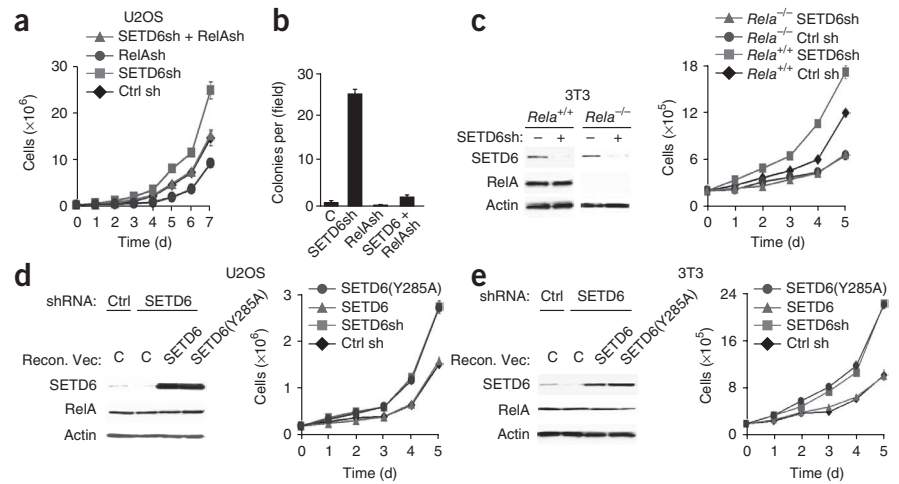 a
U2OS
SETD6sh + RelAsh
RelAsh
SETD6sh
Ctrl sh
Cells (×10⁶)
30
20
10
0
0 1 2 3 4 5 6 7
Time (d)
b
Colonies per (field)
30
20
10
0
C
SETD6sh
RelAsh
SETD6 + RelAsh
c
3T3
Rela+/+ Rela−/−
SETD6sh: − + − +
SETD6
RelA
Actin
Rela−/− SETD6sh
Rela−/− Ctrl sh
Rela+/+ SETD6sh
Rela+/+ Ctrl sh
Cells (×10⁵)
18
12
6
0
0 1 2 3 4 5
Time (d)
d
U2OS
shRNA: Ctrl SETD6
Recon. Vec: C C SETD6 SETD6(Y285A)
SETD6
RelA
Actin
SETD6(Y285A)
SETD6
SETD6sh
Ctrl sh
Cells (×10⁶)
3
2
1
0
0 1 2 3 4 5
Time (d)
e
3T3
shRNA: Ctrl SETD6
Recon. Vec: C C SETD6 SETD6(Y285A)
SETD6
RelA
Actin
SETD6(Y285A)
SETD6
SETD6sh
Ctrl sh
Cells (×10⁵)
24
16
8
0
0 1 2 3 4 5
Time (d)